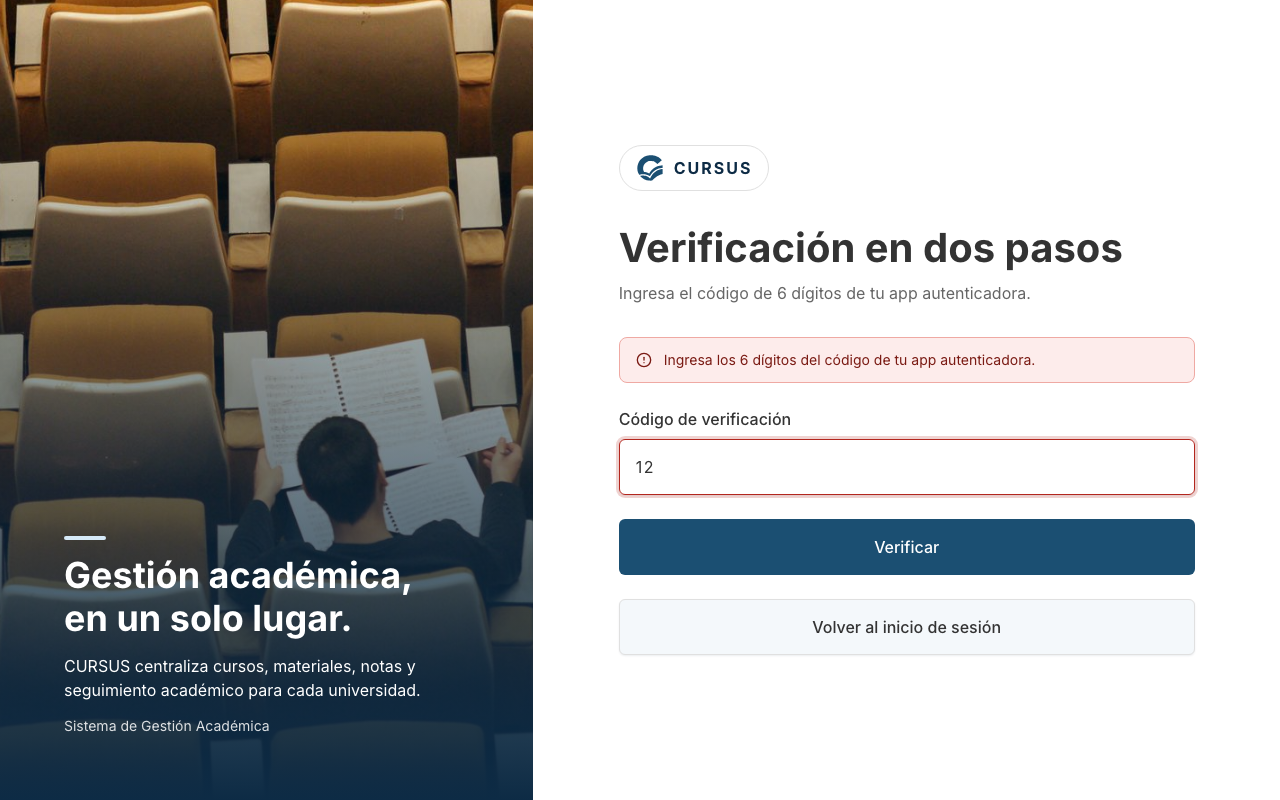 Gestión académica,
en un solo lugar.
CURSUS centraliza cursos, materiales, notas y
seguimiento académico para cada universidad.
Sistema de Gestión Académica
CURSUS
Verificación en dos pasos
Ingresa el código de 6 dígitos de tu app autenticadora.
Ingresa los 6 dígitos del código de tu app autenticadora.
Código de verificación
12
Verificar
Volver al inicio de sesión